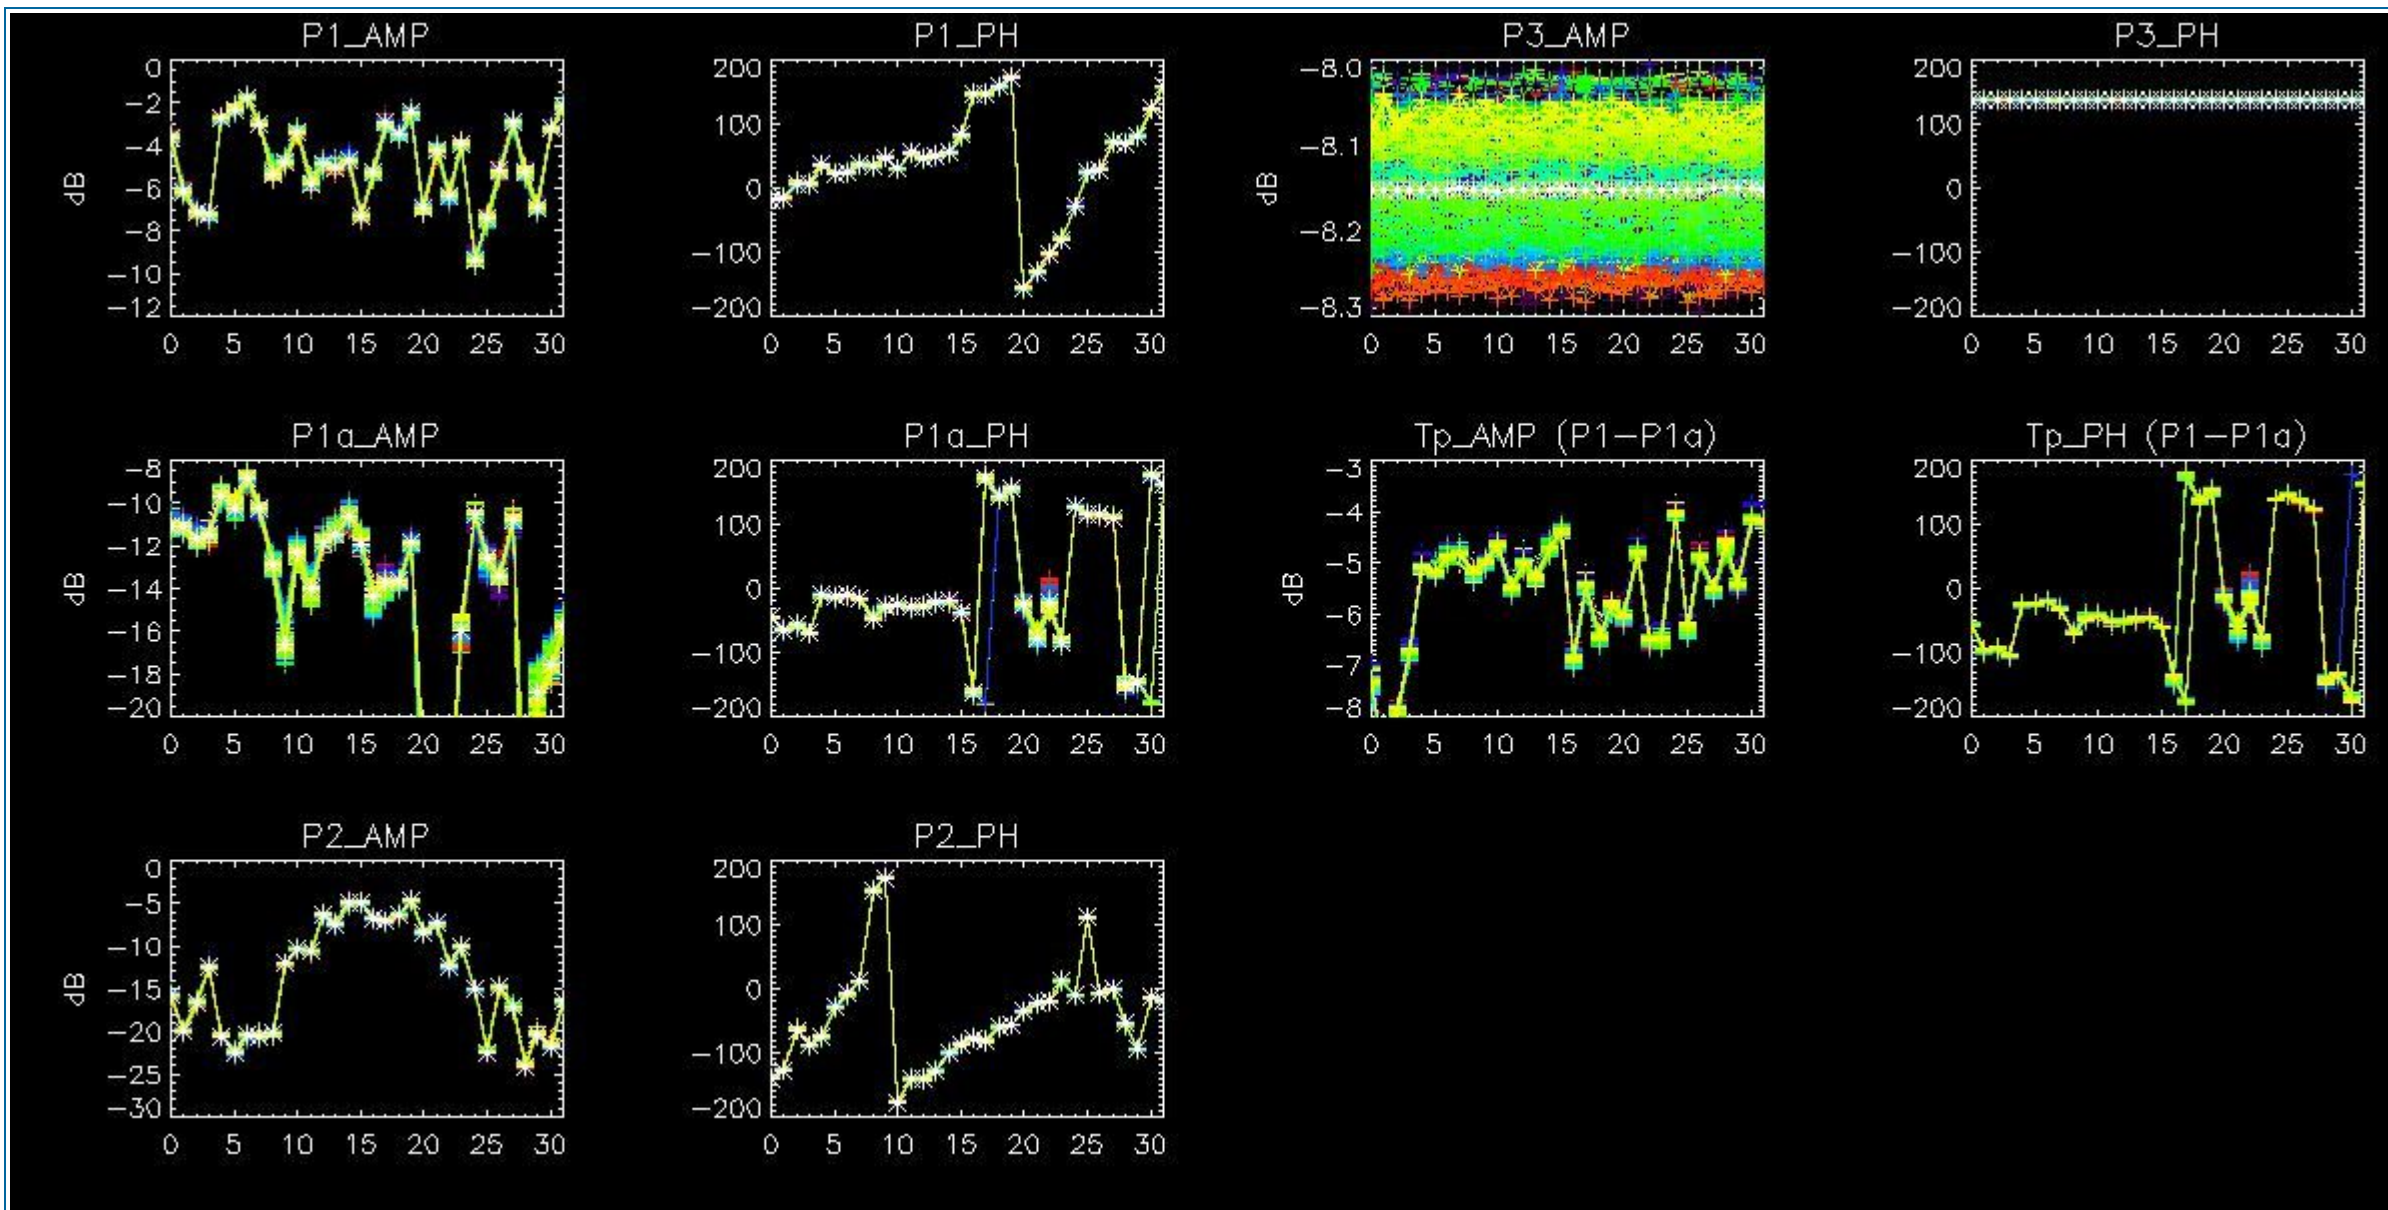 P1_AMP
0
−2
−4
−6
−8
−10
−12
dB
0 5 10 15 20 25 30
P1_PH
200
100
0
−100
−200
0 5 10 15 20 25 30
P3_AMP
−8.0
−8.1
−8.2
−8.3
dB
0 5 10 15 20 25 30
P3_PH
200
100
0
−100
−200
0 5 10 15 20 25 30
P1a_AMP
−8
−10
−12
−14
−16
−18
−20
dB
0 5 10 15 20 25 30
P1a_PH
200
100
0
−100
−200
0 5 10 15 20 25 30
Tp_AMP (P1−P1a)
−3
−4
−5
−6
−7
−8
dB
0 5 10 15 20 25 30
Tp_PH (P1−P1a)
200
100
0
−100
−200
0 5 10 15 20 25 30
P2_AMP
0
−5
−10
−15
−20
−25
−30
dB
0 5 10 15 20 25 30
P2_PH
200
100
0
−100
−200
0 5 10 15 20 25 30